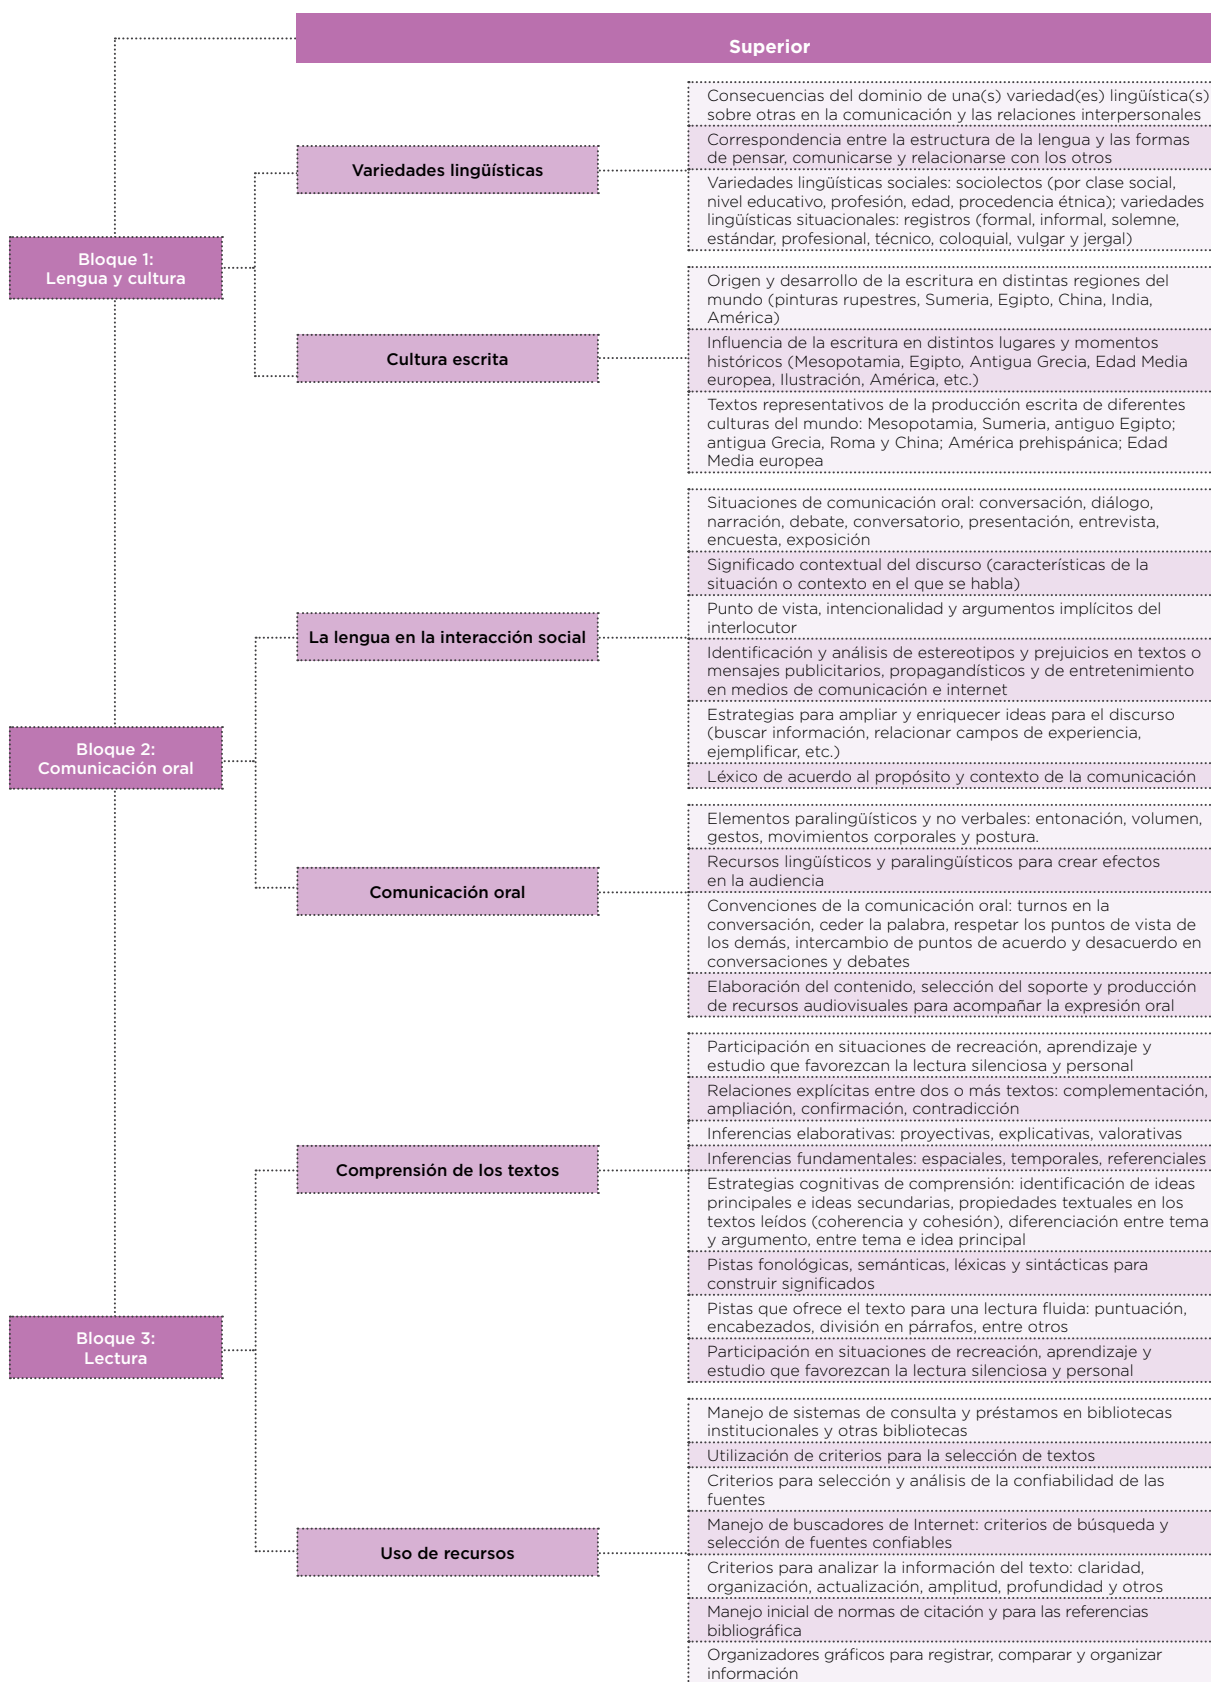 Superior
Bloque 1:
Lengua y cultura
Variedades lingüísticas
Consecuencias del dominio de una(s) variedad(es) lingüística(s)
sobre otras en la comunicación y las relaciones interpersonales
Correspondencia entre la estructura de la lengua y las formas
de pensar, comunicarse y relacionarse con los otros
Variedades lingüísticas sociales: sociolectos (por clase social,
nivel educativo, profesión, edad, procedencia étnica); variedades
lingüísticas situacionales: registros (formal, informal, solemne,
estándar, profesional, técnico, coloquial, vulgar y jergal)
Cultura escrita
Origen y desarrollo de la escritura en distintas regiones del
mundo (pinturas rupestres, Sumeria, Egipto, China, India,
América)
Influencia de la escritura en distintos lugares y momentos
históricos (Mesopotamia, Egipto, Antigua Grecia, Edad Media
europea, Ilustración, América, etc.)
Textos representativos de la producción escrita de diferentes
culturas del mundo: Mesopotamia, Sumeria, antiguo Egipto;
antigua Grecia, Roma y China; América prehispánica; Edad
Media europea
Bloque 2:
Comunicación oral
La lengua en la interacción social
Situaciones de comunicación oral: conversación, diálogo,
narración, debate, conversatorio, presentación, entrevista,
encuesta, exposición
Significado contextual del discurso (características de la
situación o contexto en el que se habla)
Punto de vista, intencionalidad y argumentos implícitos del
interlocutor
Identificación y análisis de estereotipos y prejuicios en textos o
mensajes publicitarios, propagandísticos y de entretenimiento
en medios de comunicación e internet
Estrategias para ampliar y enriquecer ideas para el discurso
(buscar información, relacionar campos de experiencia,
ejemplificar, etc.)
Léxico de acuerdo al propósito y contexto de la comunicación
Comunicación oral
Elementos paralingüísticos y no verbales: entonación, volumen,
gestos, movimientos corporales y postura.
Recursos lingüísticos y paralingüísticos para crear efectos
en la audiencia
Convenciones de la comunicación oral: turnos en la
conversación, ceder la palabra, respetar los puntos de vista de
los demás, intercambio de puntos de acuerdo y desacuerdo en
conversaciones y debates
Elaboración del contenido, selección del soporte y producción
de recursos audiovisuales para acompañar la expresión oral
Bloque 3:
Lectura
Comprensión de los textos
Participación en situaciones de recreación, aprendizaje y
estudio que favorezcan la lectura silenciosa y personal
Relaciones explícitas entre dos o más textos: complementación,
ampliación, confirmación, contradicción
Inferencias elaborativas: proyectivas, explicativas, valorativas
Inferencias fundamentales: espaciales, temporales, referenciales
Estrategias cognitivas de comprensión: identificación de ideas
principales e ideas secundarias, propiedades textuales en los
textos leídos (coherencia y cohesión), diferenciación entre tema
y argumento, entre tema e idea principal
Pistas fonológicas, semánticas, léxicas y sintácticas para
construir significados
Pistas que ofrece el texto para una lectura fluida: puntuación,
encabezados, división en párrafos, entre otros
Participación en situaciones de recreación, aprendizaje y
estudio que favorezcan la lectura silenciosa y personal
Uso de recursos
Manejo de sistemas de consulta y préstamos en bibliotecas
institucionales y otras bibliotecas
Utilización de criterios para la selección de textos
Criterios para selección y análisis de la confiabilidad de las
fuentes
Manejo de buscadores de Internet: criterios de búsqueda y
selección de fuentes confiables
Criterios para analizar la información del texto: claridad,
organización, actualización, amplitud, profundidad y otros
Manejo inicial de normas de citación y para las referencias
bibliográfica
Organizadores gráficos para registrar, comparar y organizar
información